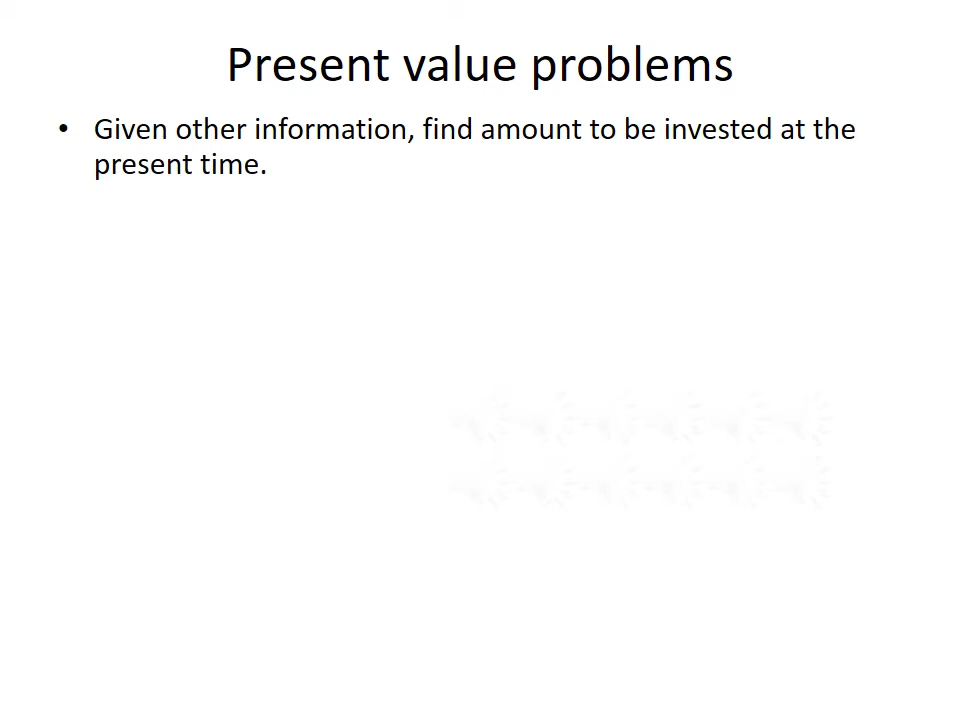 Present value problems
• Given other information, find amount to be invested at the
present time.